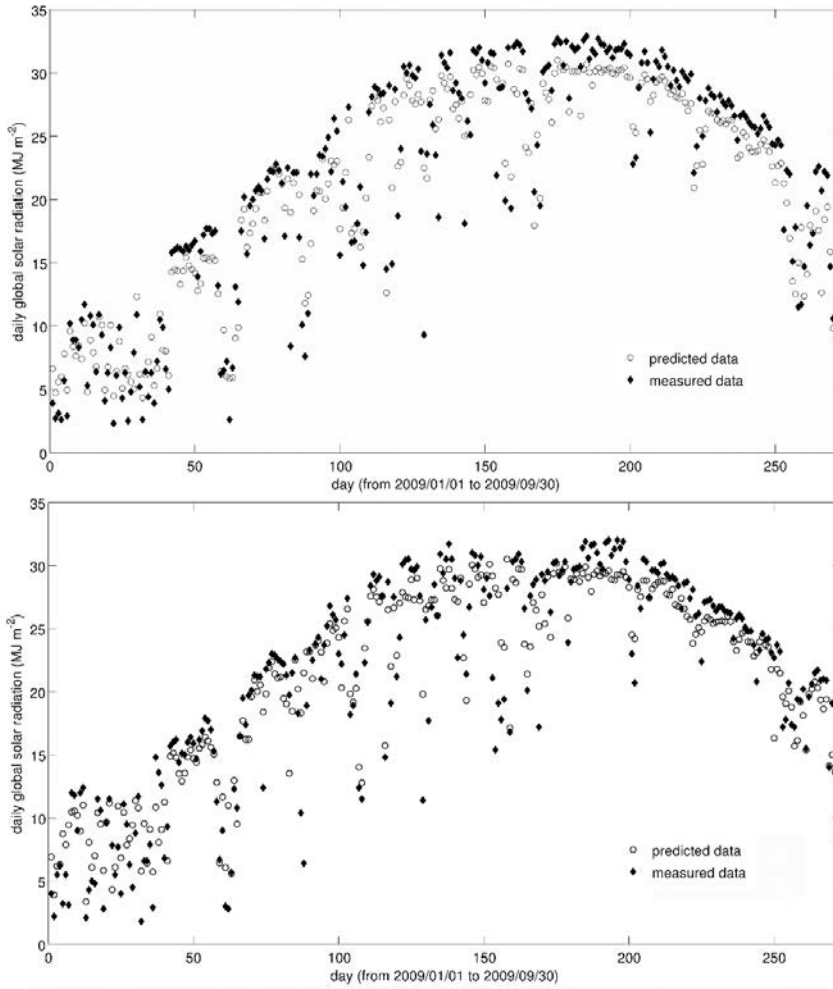 35
30
25
20
15
10
5
0
daily global solar radiation (MJ m⁻²)
predicted data
measured data
0 50 100 150 200 250
day (from 2009/01/01 to 2009/09/30)
35
30
25
20
15
10
5
0
daily global solar radiation (MJ m⁻²)
predicted data
measured data
0 50 100 150 200 250
day (from 2009/01/01 to 2009/09/30)